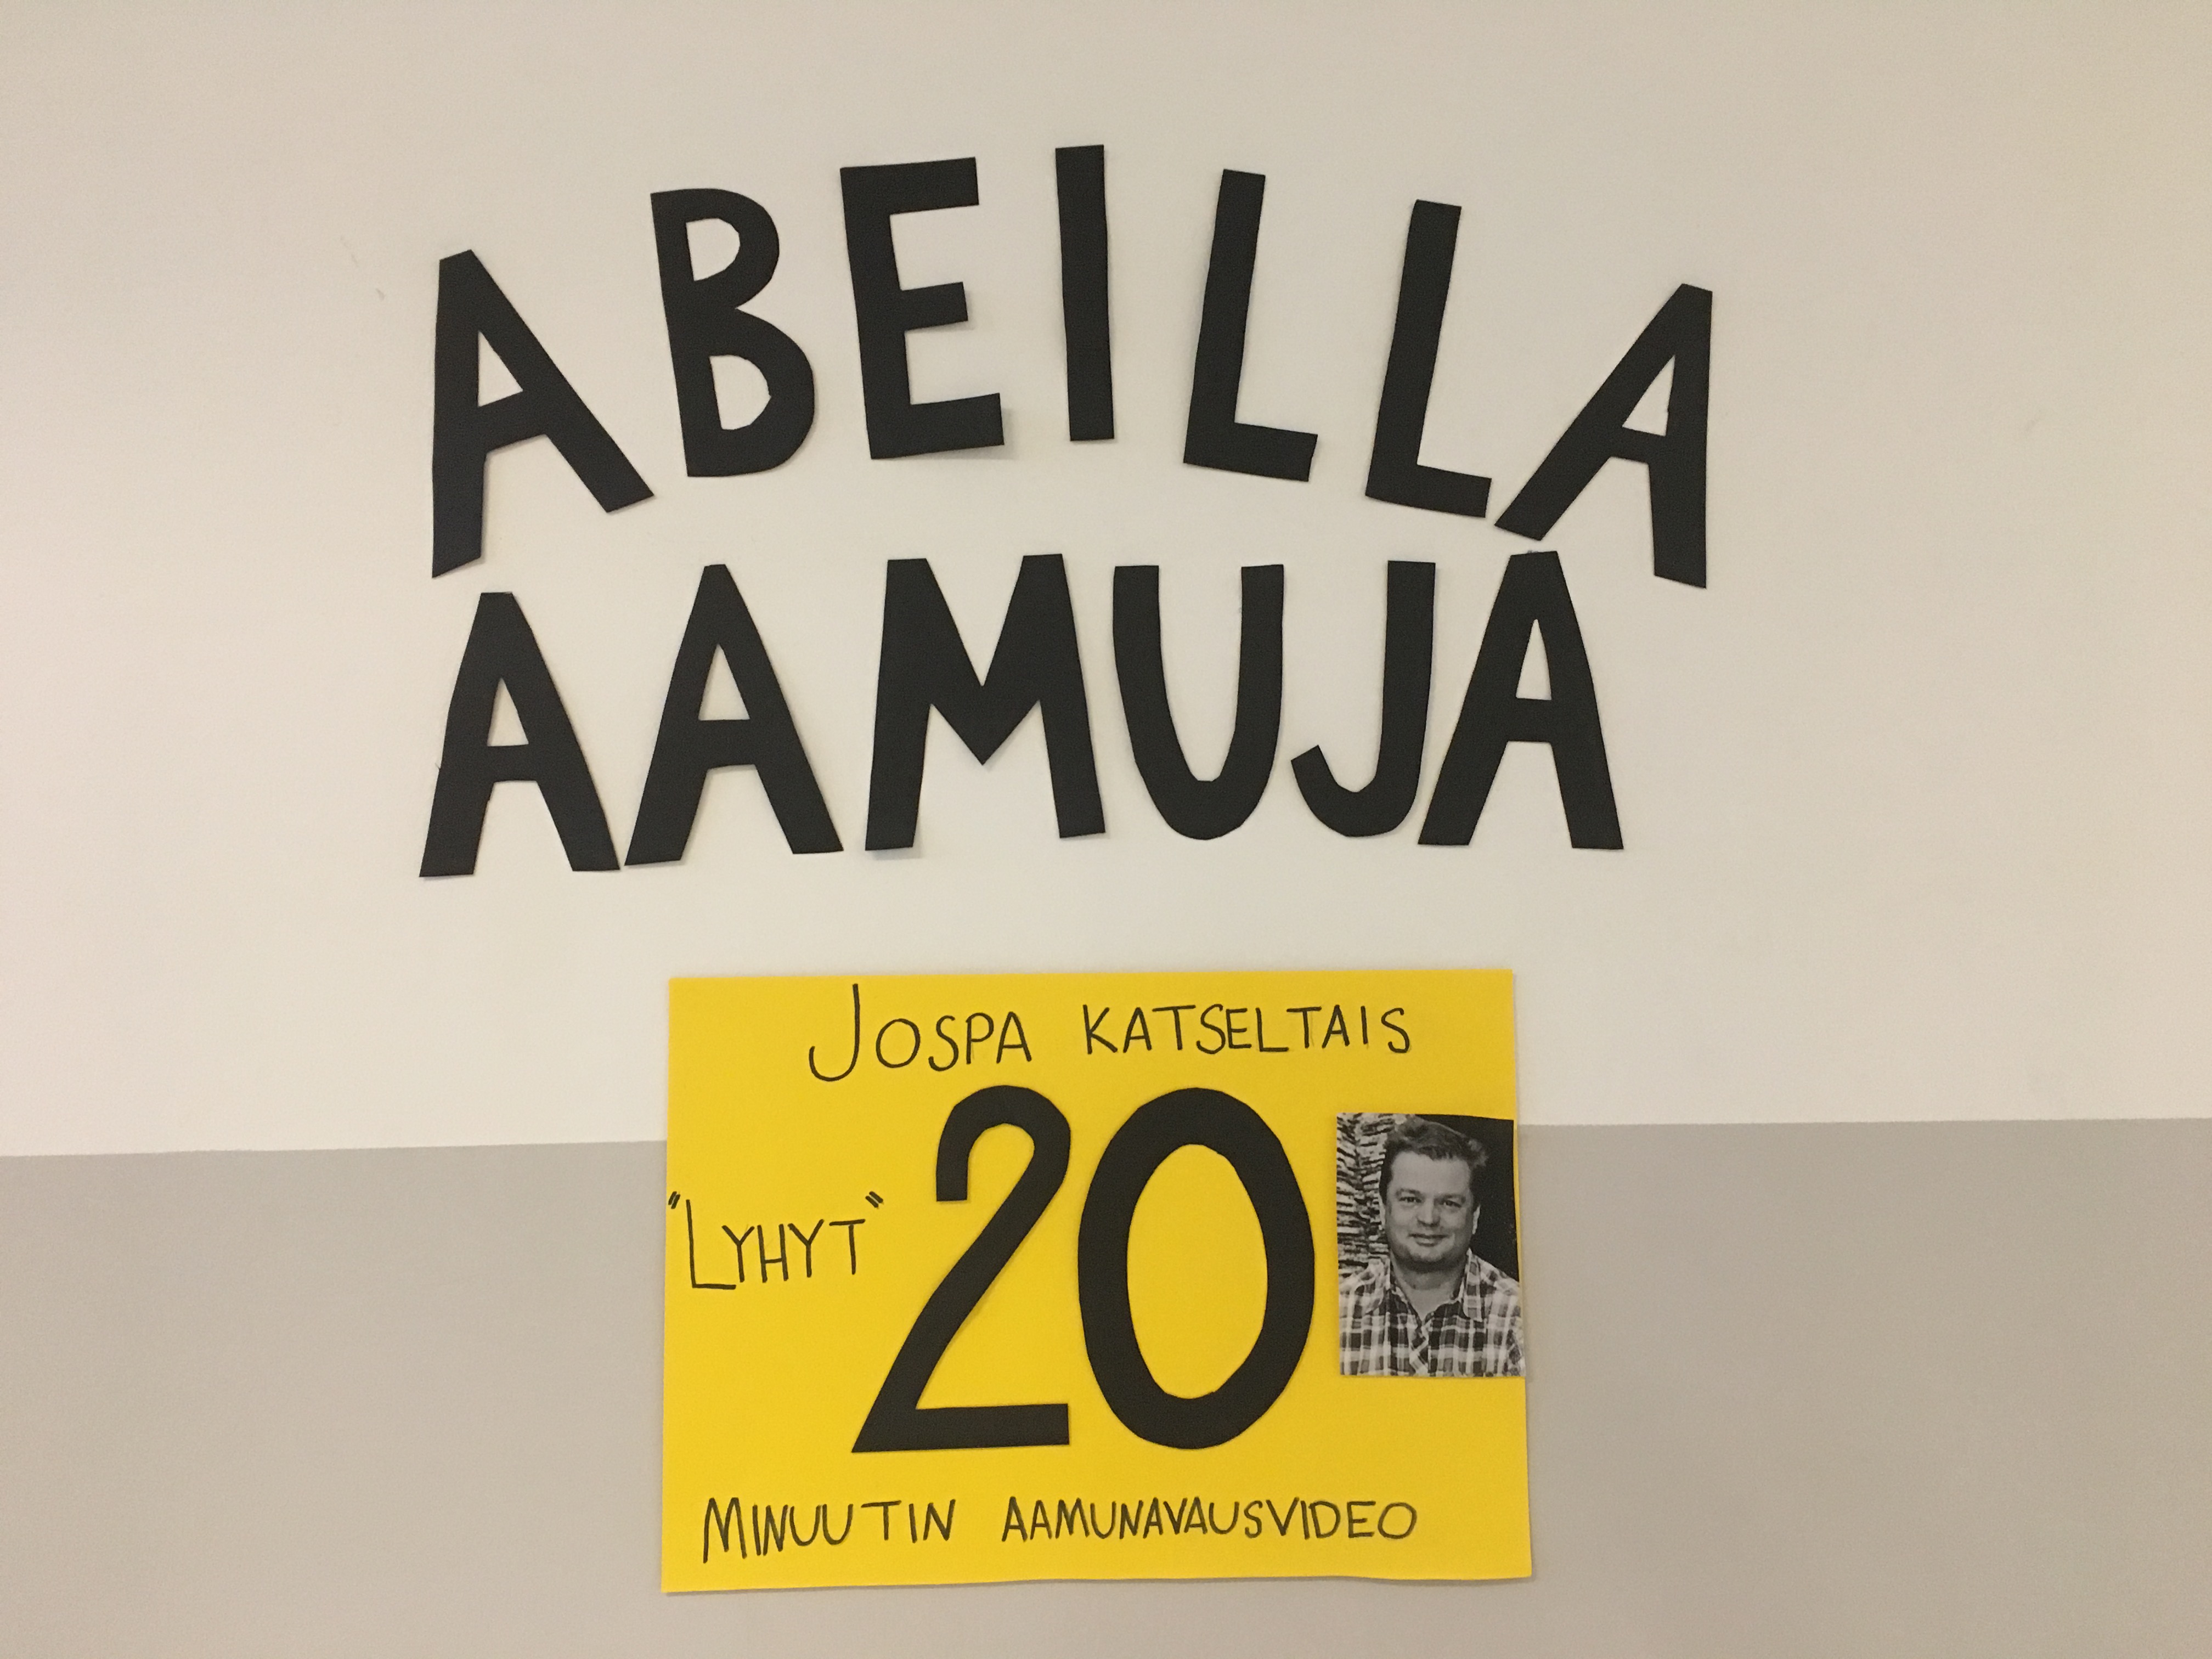 ABEILLA
AAMUJA
JOSPA KATSELTAIS
"LYHYT" 20
MINUUTIN AAMUNAVAUSVIDEO